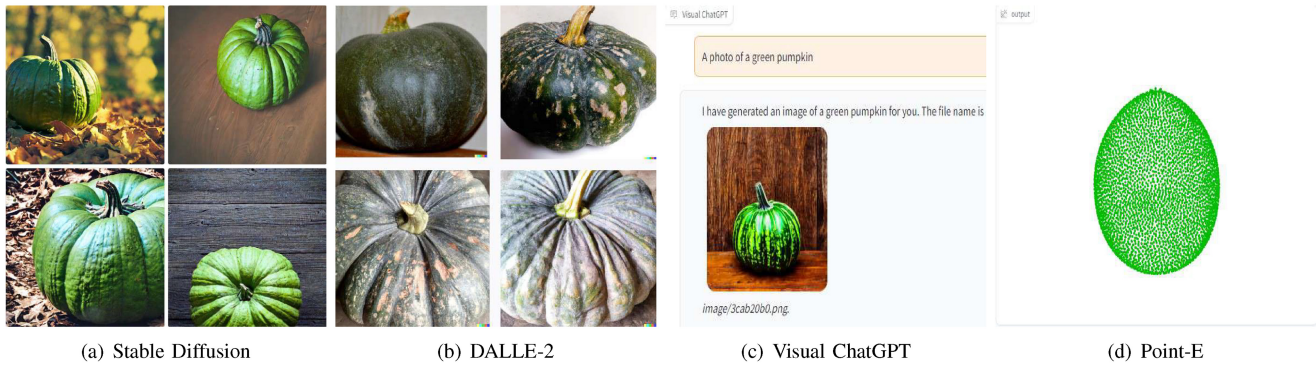 Visual ChatGPT
A photo of a green pumpkin
I have generated an image of a green pumpkin for you. The file name is
image/3cab20b0.png.
output
(a) Stable Diffusion
(b) DALLE-2
(c) Visual ChatGPT
(d) Point-E